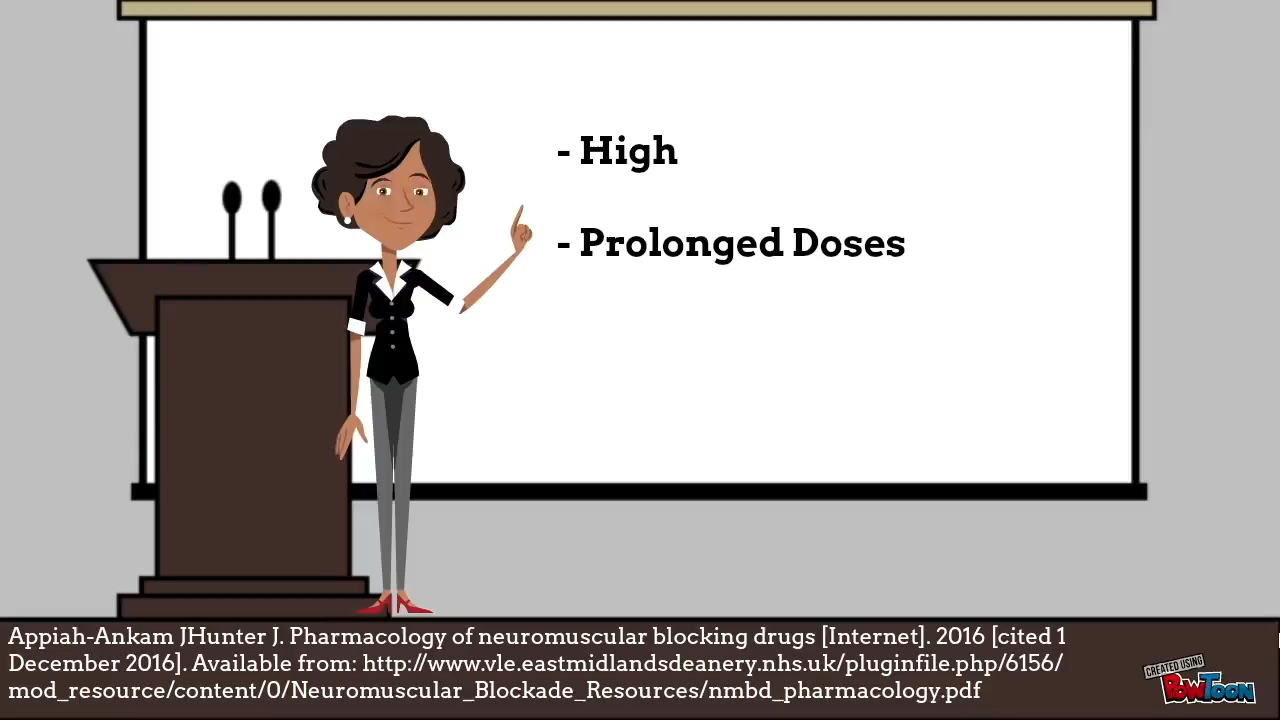 - High
- Prolonged Doses
Appiah-Ankam JHunter J. Pharmacology of neuromuscular blocking drugs [Internet]. 2016 [cited 1
December 2016]. Available from: http://www.vle.eastmidlandsdeanery.nhs.uk/pluginfile.php/6156/
mod_resource/content/0/Neuromuscular_Blockade_Resources/nmbd_pharmacology.pdf
CREATED USING
POWTOON